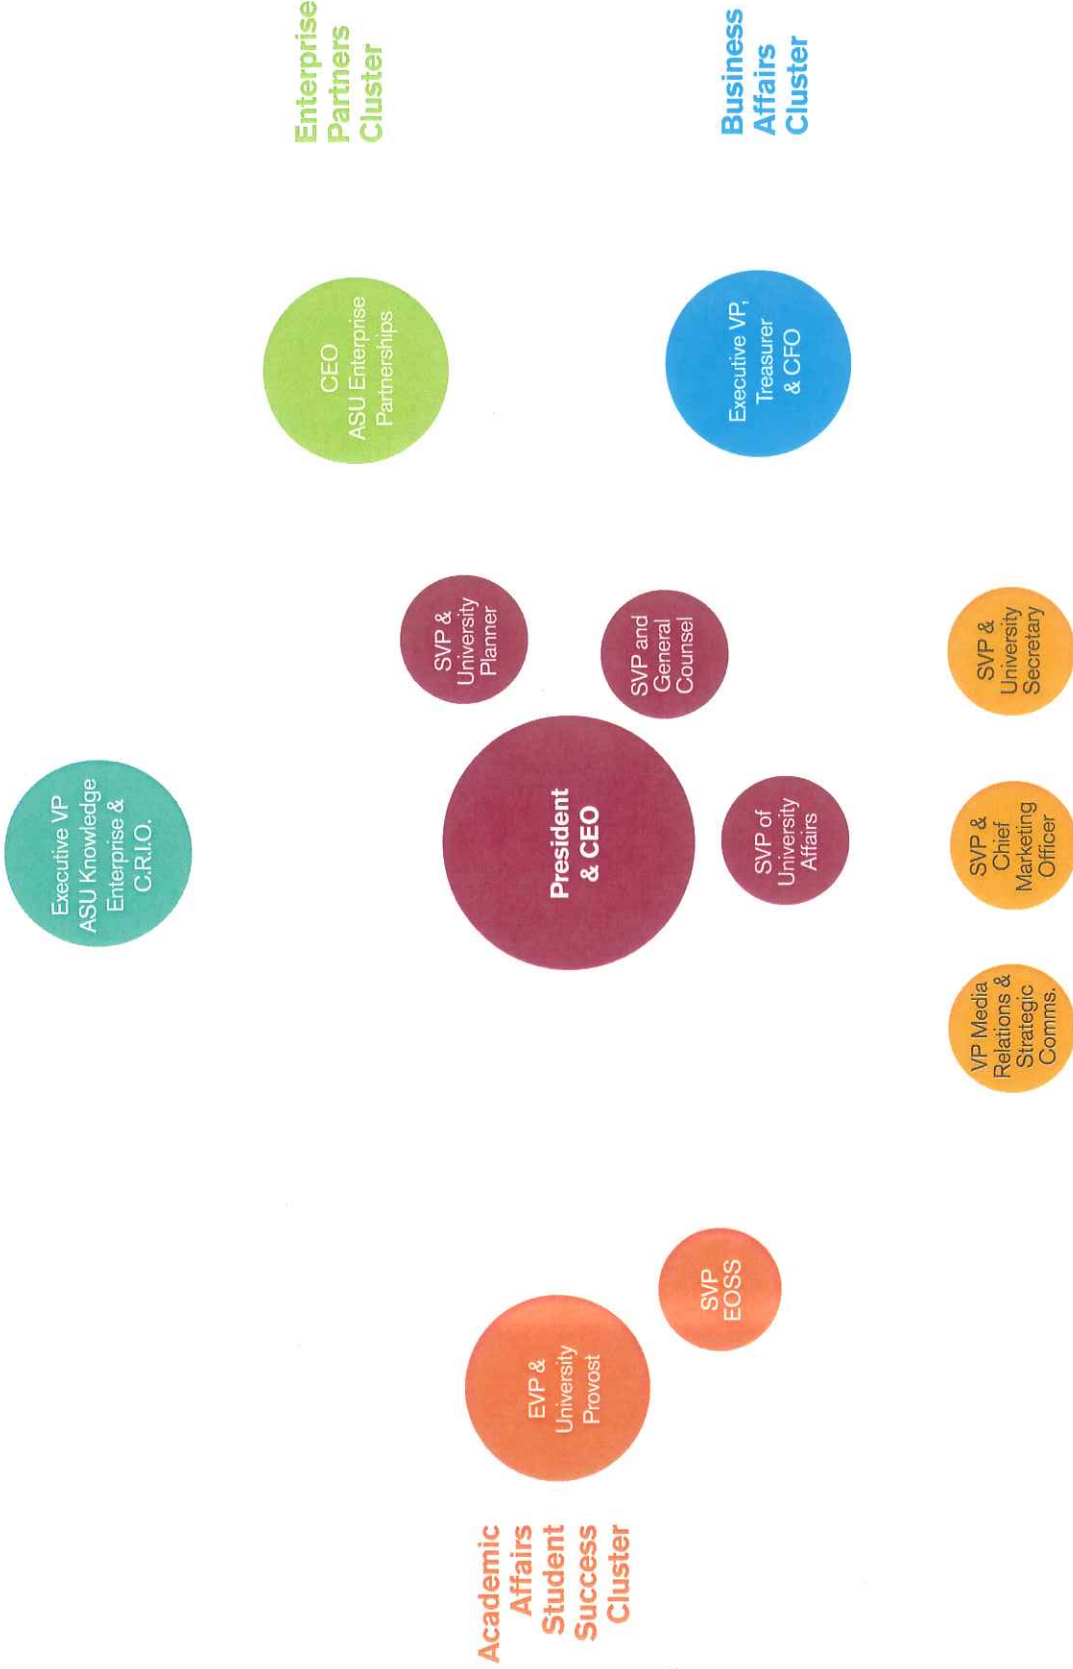 Executive VP
ASU Knowledge
Enterprise &
C.R.I.O.
Enterprise
Partners
Cluster
CEO
ASU Enterprise
Partnerships
SVP &
University
Planner
Academic
Affairs
Student
Success
Cluster
EVP &
University
Provost
President
& CEO
SVP and
General
Counsel
SVP
EOSS
SVP of
University
Affairs
Executive VP,
Treasurer
& CFO
Business
Affairs
Cluster
VP Media
Relations &
Strategic
Comms.
SVP &
Chief
Marketing
Officer
SVP &
University
Secretary